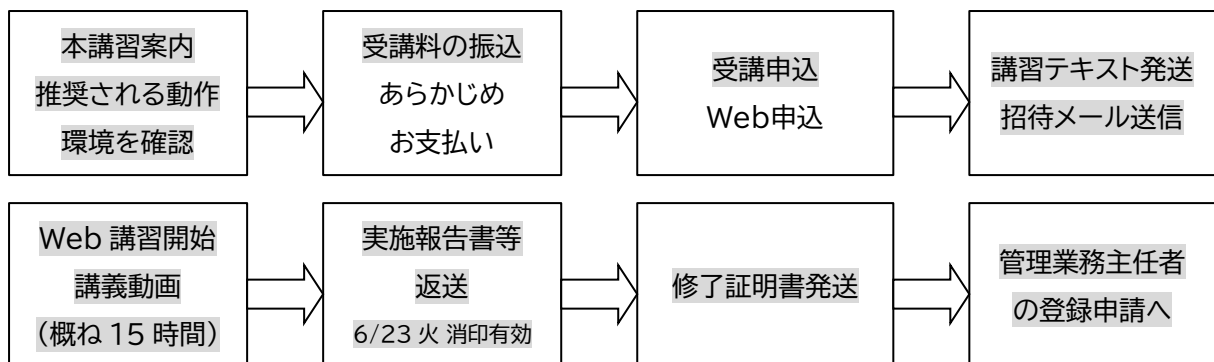 本講習案内
推奨される動作
環境を確認
受講料の振込
あらかじめ
お支払い
受講申込
Web申込
講習テキスト発送
招待メール送信
Web 講習開始
講義動画
(概ね 15 時間)
実施報告書等
返送
6/23 火 消印有効
修了証明書発送
管理業務主任者
の登録申請へ